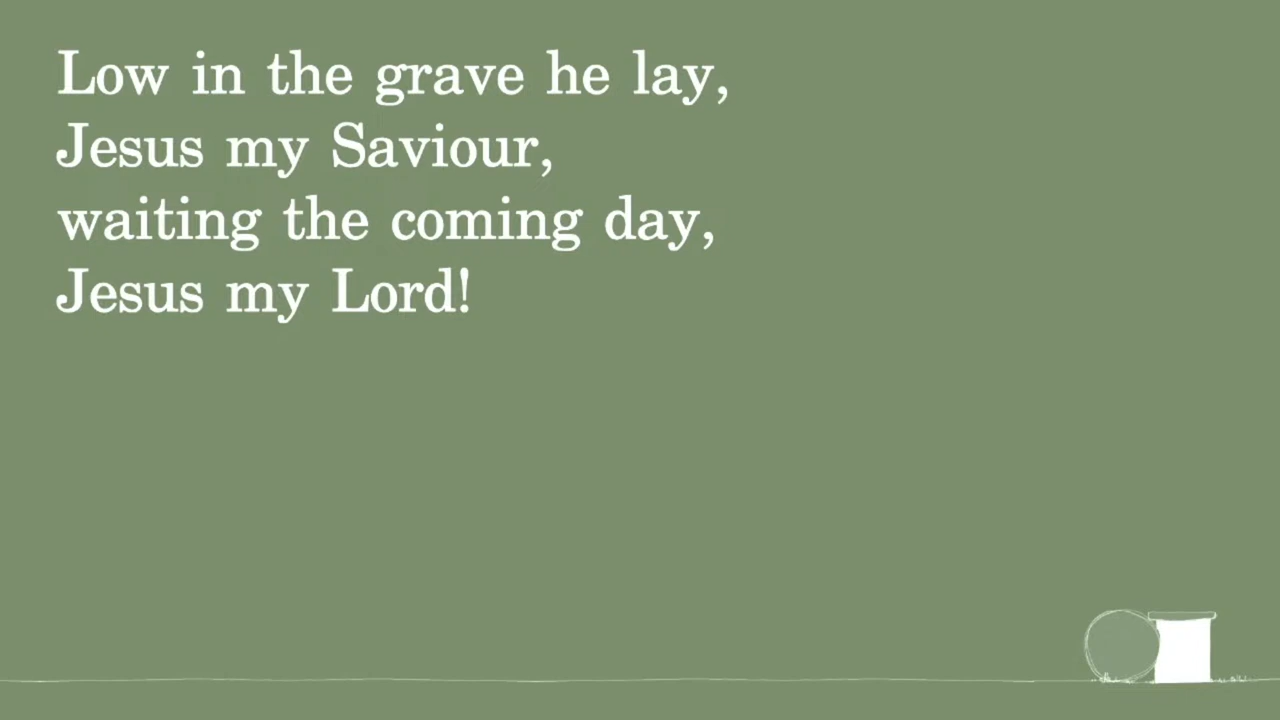 Low in the grave he lay,
Jesus my Saviour,
waiting the coming day,
Jesus my Lord!